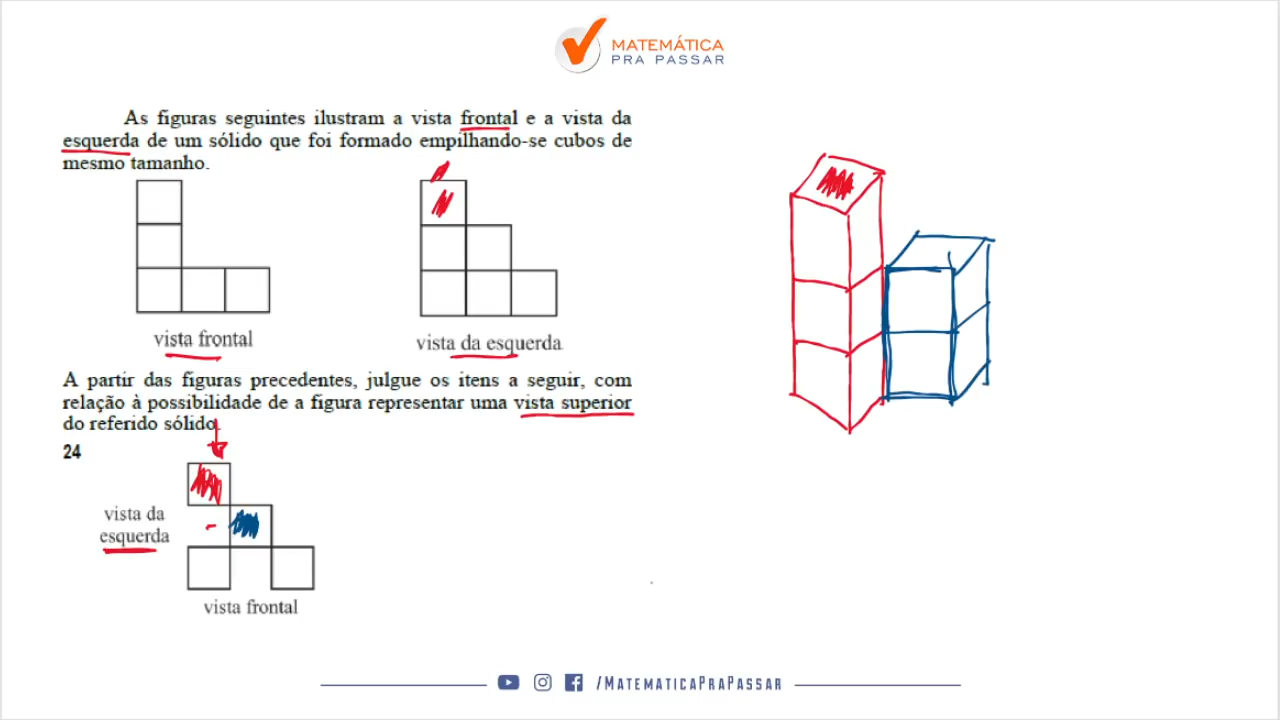 MATEMÁTICA
PRA PASSAR
As figuras seguintes ilustram a vista frontal e a vista da
esquerda de um sólido que foi formado empilhando-se cubos de
mesmo tamanho.
vista frontal
vista da esquerda
A partir das figuras precedentes, julgue os itens a seguir, com
relação à possibilidade de a figura representar uma vista superior
do referido sólido.
24
vista da
esquerda
vista frontal
/MATEMATICAPRAPASSAR